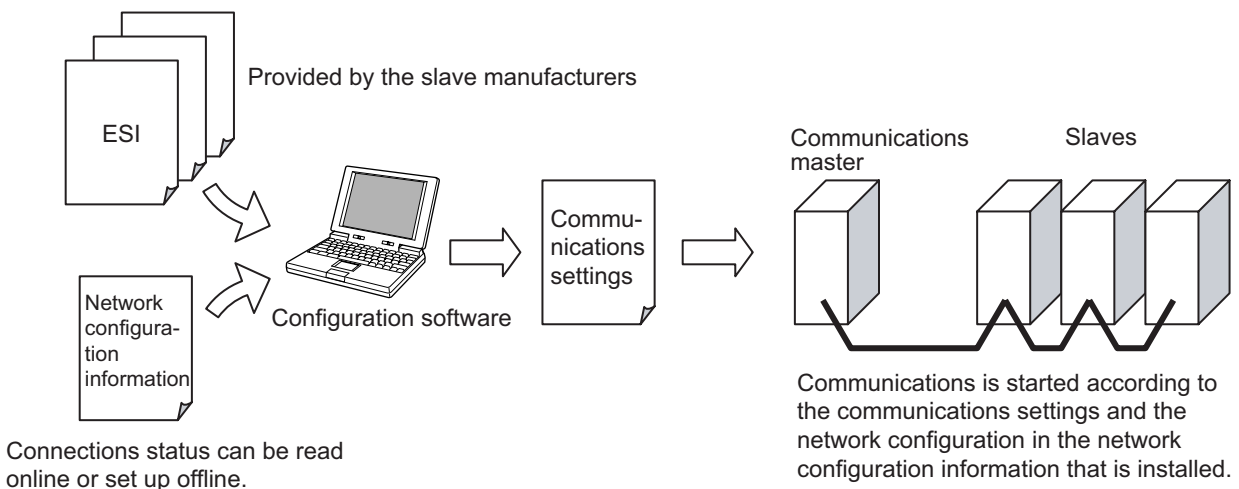 Provided by the slave manufacturers
ESI
Network
configura-
tion
information
Connections status can be read
online or set up offline.
Configuration software
Commu-
nications
settings
Communications
master
Slaves
Communications is started according to
the communications settings and the
network configuration in the network
configuration information that is installed.